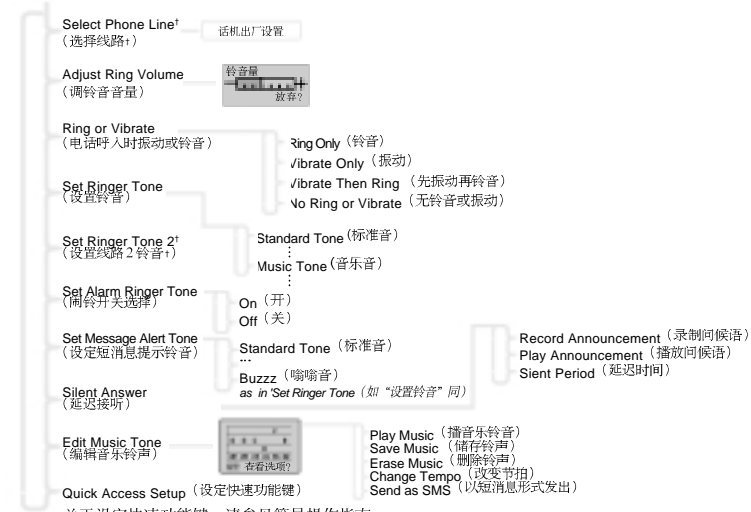 Select Phone Line† 话机出厂设置
（选择线路†）
Adjust Ring Volume 铃音量
（调铃音音量） 放弃?
Ring or Vibrate
（电话呼入时振动或铃音）
Ring Only（铃音）
Vibrate Only（振动）
Vibrate Then Ring （先振动再铃音）
No Ring or Vibrate（无铃音或振动）
Set Ringer Tone
（设置铃音）
Standard Tone（标准音）
Music Tone（音乐音）
Set Ringer Tone 2†
（设置线路 2 铃音†）
Set Alarm Ringer Tone
（闹铃开关选择）
On（开）
Off（关）
Set Message Alert Tone
（设定短消息提示铃音）
Standard Tone（标准音）
...
Buzzz（嗡嗡音）
as in 'Set Ringer Tone（如“设置铃音”同）
Silent Answer
（延迟接听）
Record Announcement（录制问候语）
Play Announcement（播放问候语）
Sient Period（延迟时间）
Edit Music Tone
（编辑音乐铃声）
查看选项?
Play Music（播音乐铃音）
Save Music（储存铃声）
Erase Music（删除铃声）
Change Tempo（改变节拍）
Send as SMS（以短消息形式发出）
Quick Access Setup（设定快速功能键）